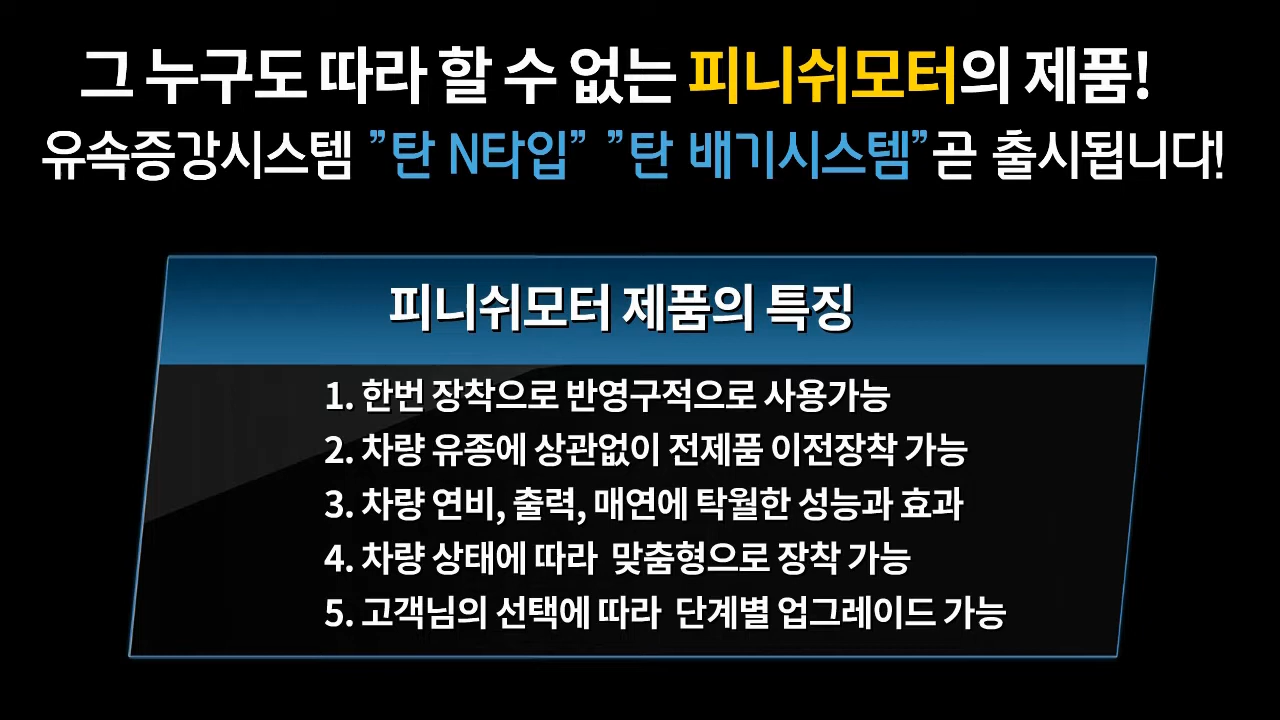 그 누구도 따라 할 수 없는 피니쉬모터의 제품!
유속증강시스템 ”탄 N타입” ”탄 배기시스템”곧 출시됩니다!
피니쉬모터 제품의 특징
1. 한번 장착으로 반영구적으로 사용가능
2. 차량 유종에 상관없이 전제품 이전장착 가능
3. 차량 연비, 출력, 매연에 탁월한 성능과 효과
4. 차량 상태에 따라 맞춤형으로 장착 가능
5. 고객님의 선택에 따라 단계별 업그레이드 가능